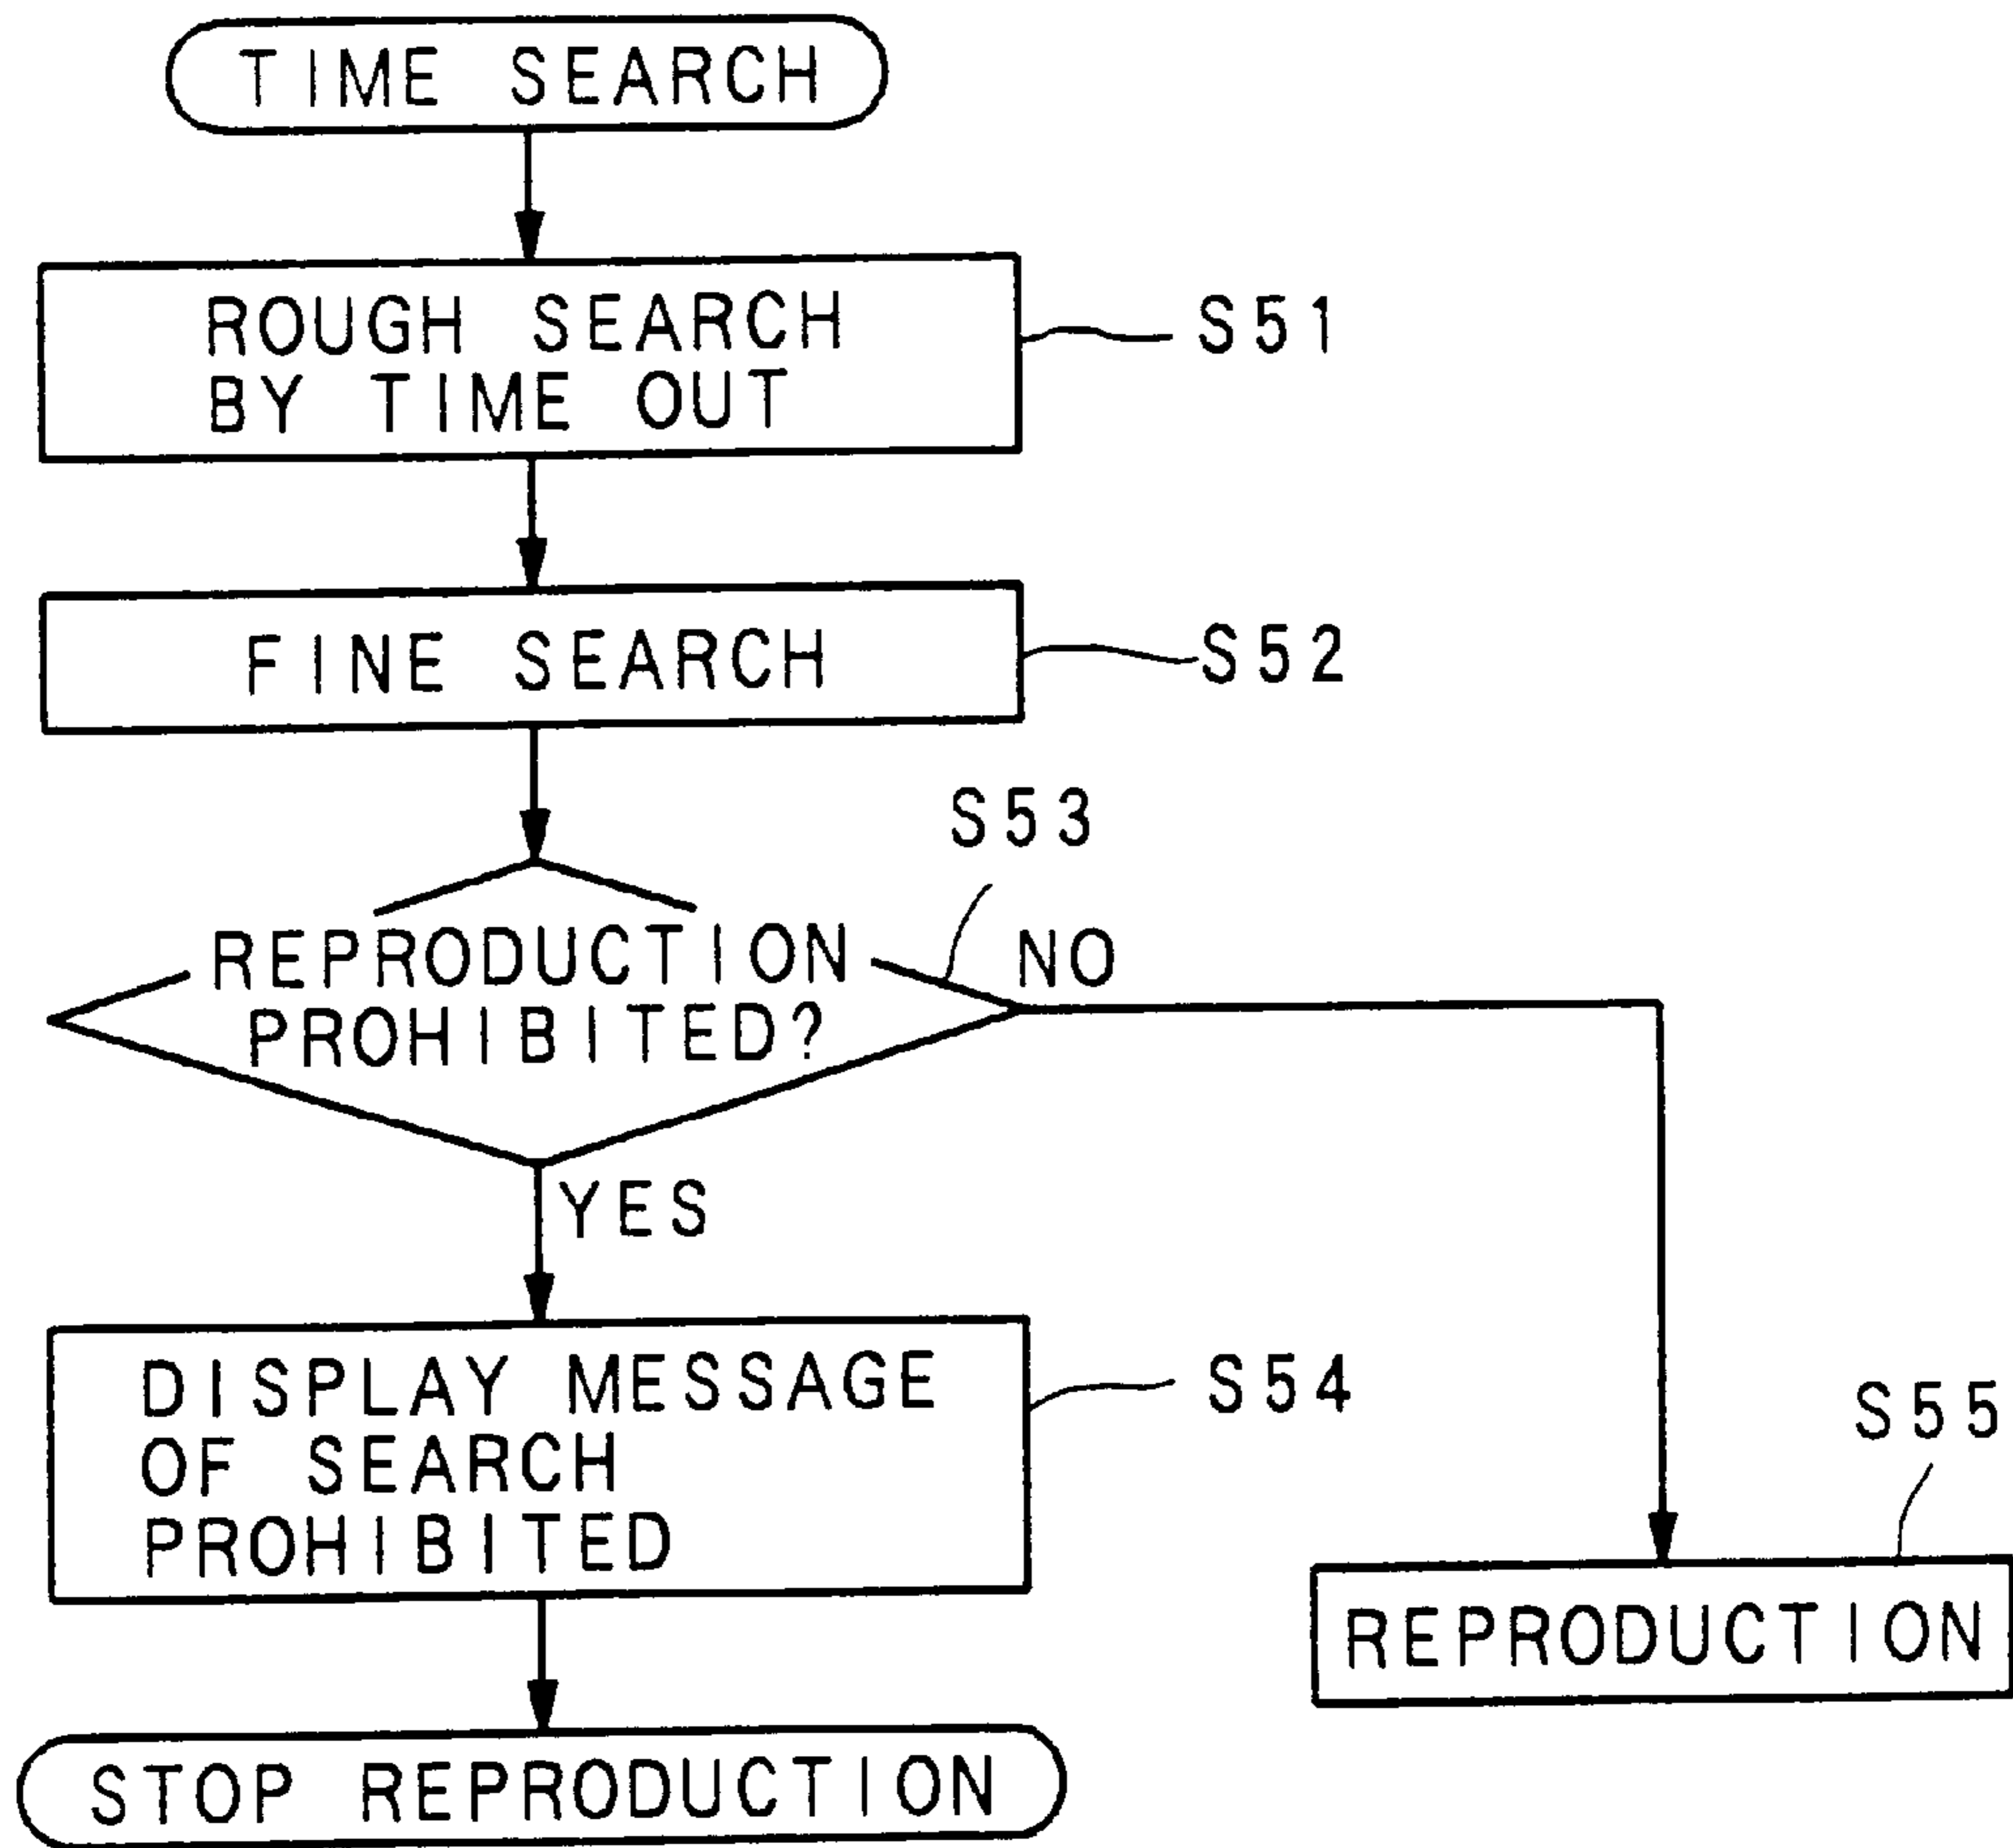 TIME SEARCH
ROUGH SEARCH
BY TIME OUT
S51
FINE SEARCH
S52
S53
REPRODUCTION
PROHIBITED?
NO
YES
DISPLAY MESSAGE
OF SEARCH
PROHIBITED
S54
S55
REPRODUCTION
STOP REPRODUCTION